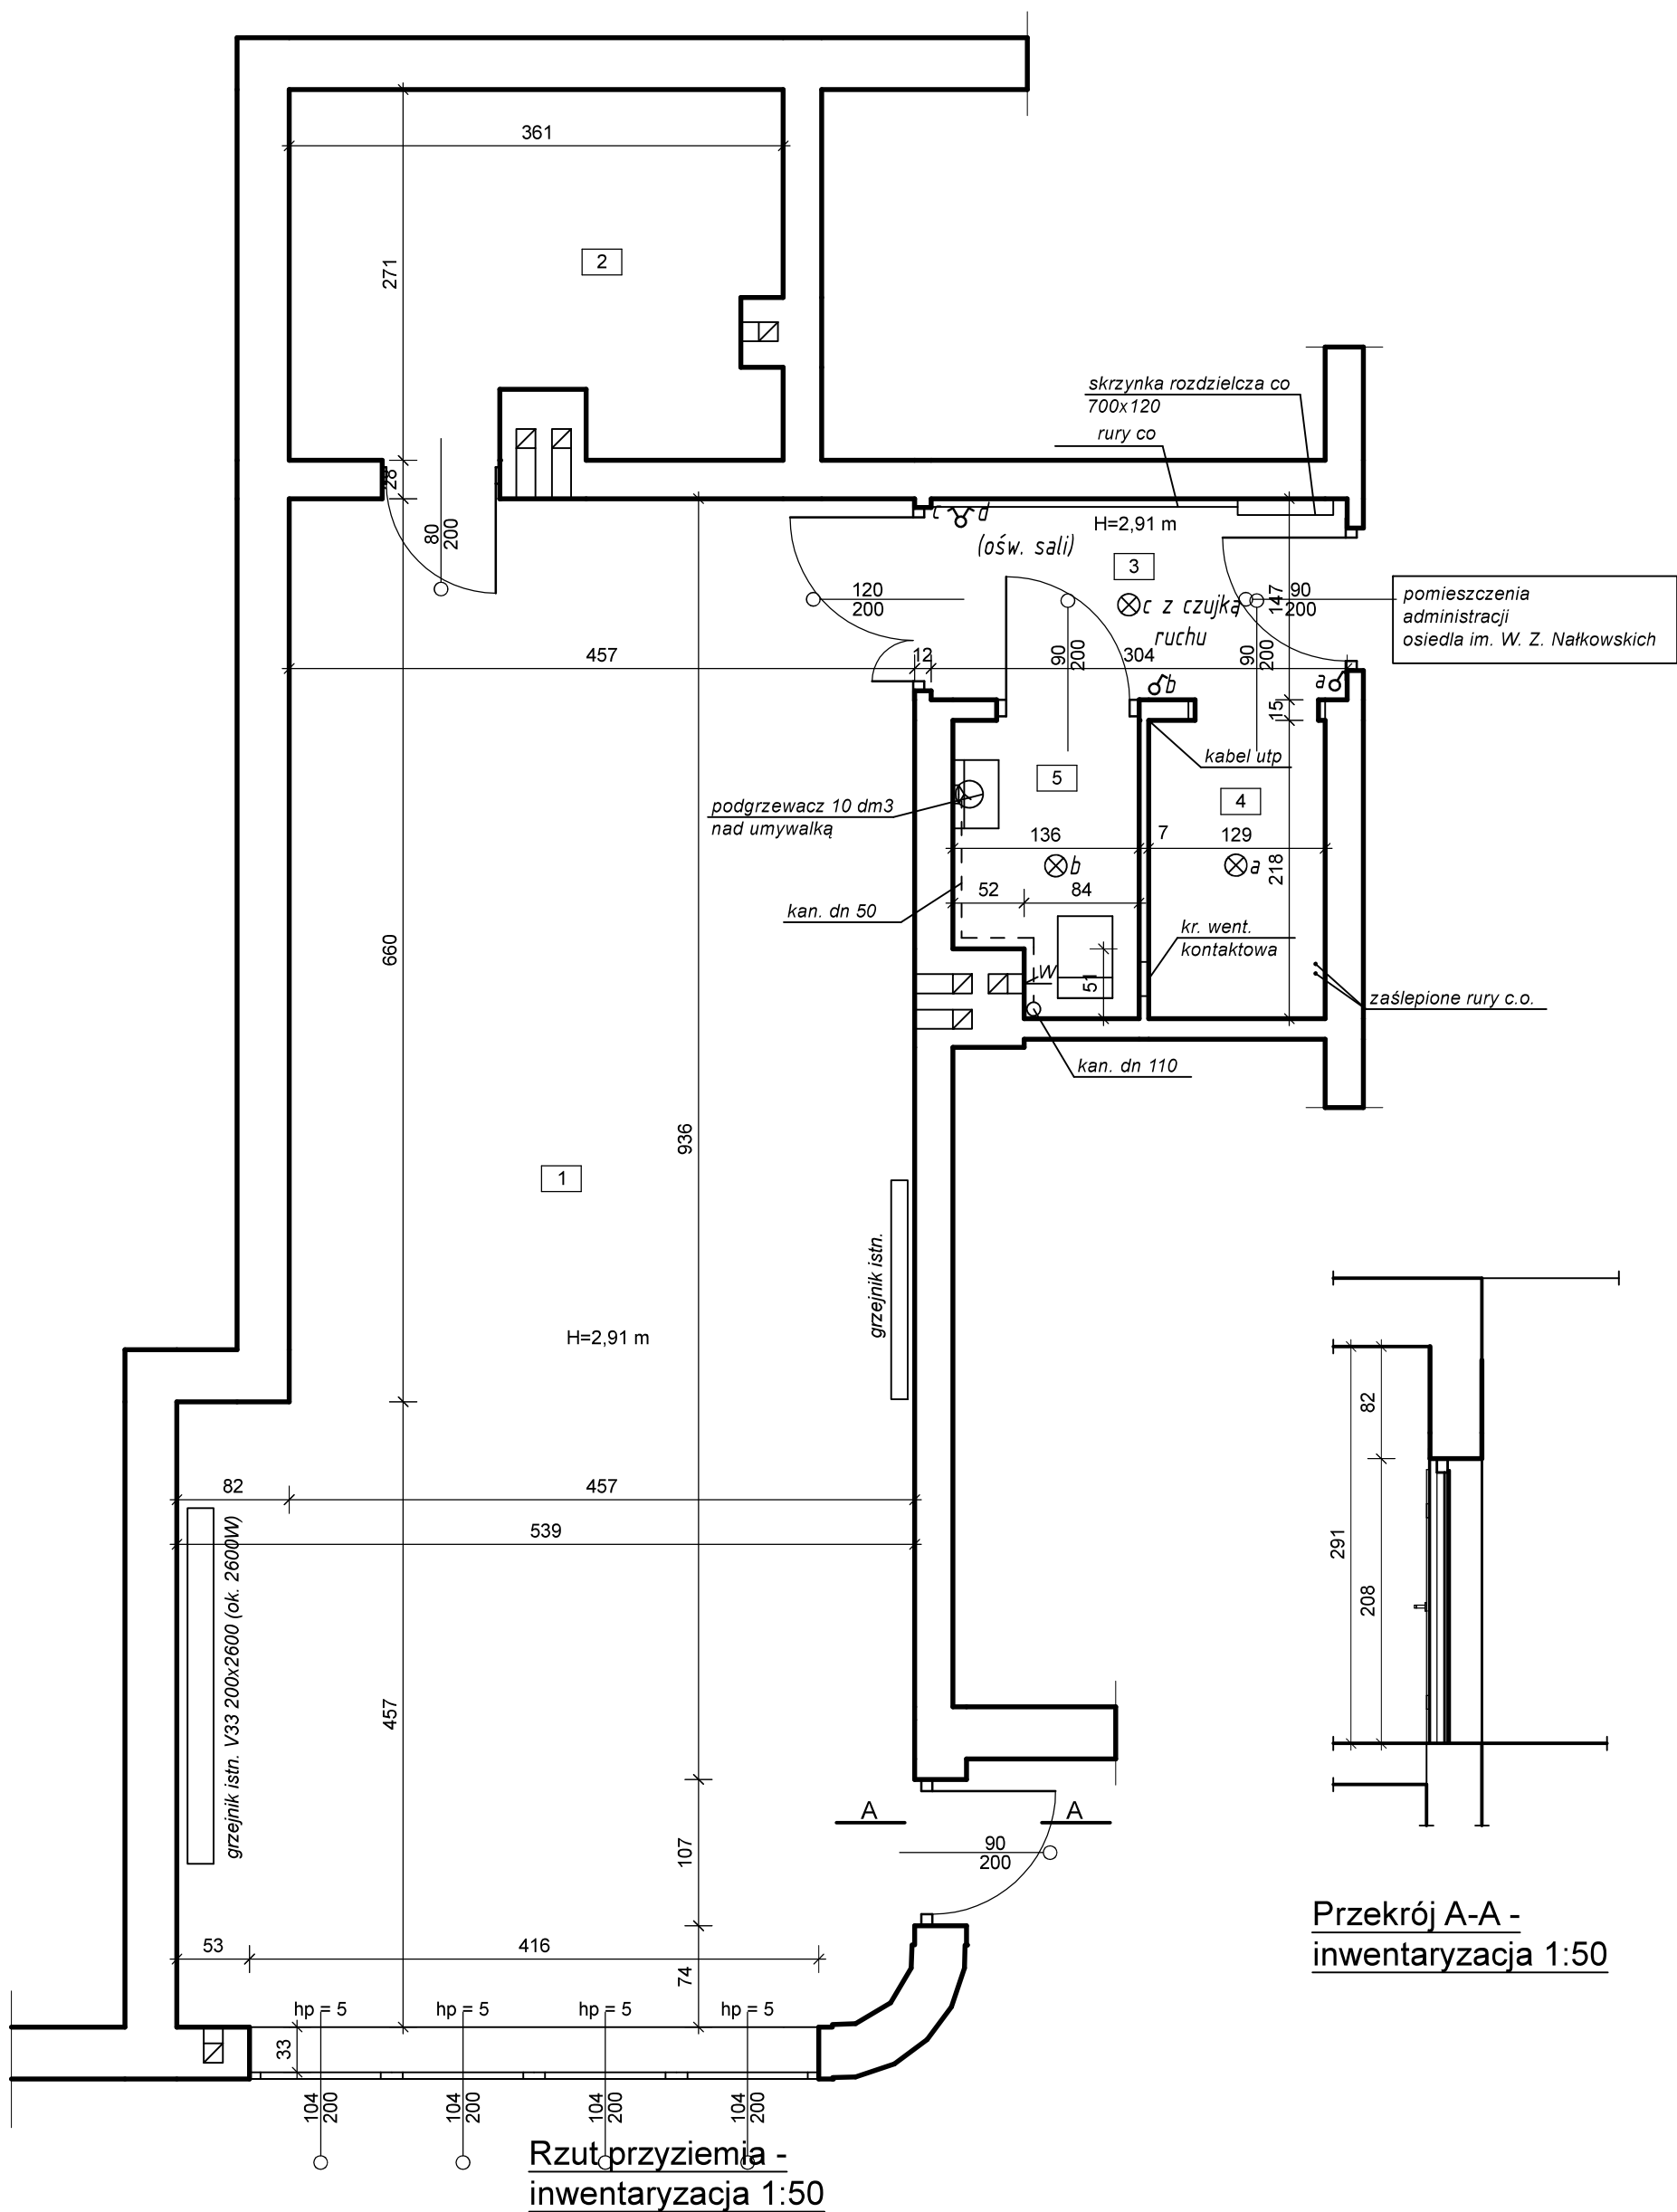 361
271
2
28
80
200
skrzynka rozdzielcza co
700x120
rury co
c
d
(ośw. sali)
H=2,91 m
3
c z czujką
ruchu
120
200
147
90
200
pomieszczenia
administracji
osiedla im. W. Z. Nałkowskich
457
12
304
90
200
90
200
b
a
15
kabel utp
5
4
podgrzewacz 10 dm3
nad umywalką
136
7
129
b
a
218
52
84
kan. dn 50
kr. went.
kontaktowa
660
W
51
zaślepione rury c.o.
kan. dn 110
936
1
grzejnik istn.
H=2,91 m
82
457
539
grzejnik istn. V33 200x2600 (ok. 2600W)
82
291
208
457
A
A
107
90
200
Przekrój A-A -
inwentaryzacja 1:50
53
416
74
hp = 5
hp = 5
hp = 5
hp = 5
33
104
200
104
200
104
200
104
200
Rzut przyziemia -
inwentaryzacja 1:50